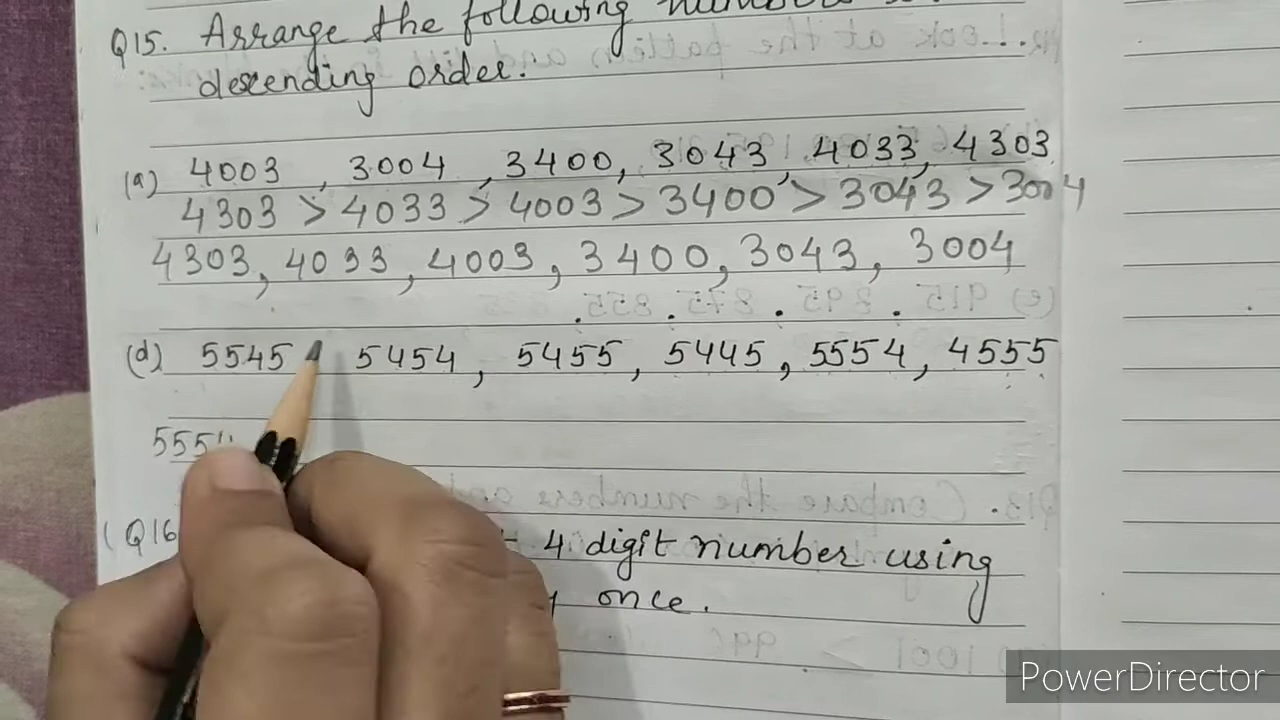 Q15. Arrange the following
descending order.
(a) 4003, 3004, 3400, 3043, 4033, 4303
4303 > 4033 > 4003 > 3400 > 3043 > 3004
4303, 4033, 4003, 3400, 3043, 3004
(d) 5545 5454, 5455, 5445, 5554, 4555
5554
(Q16 4 digit number using
once.
PowerDirector